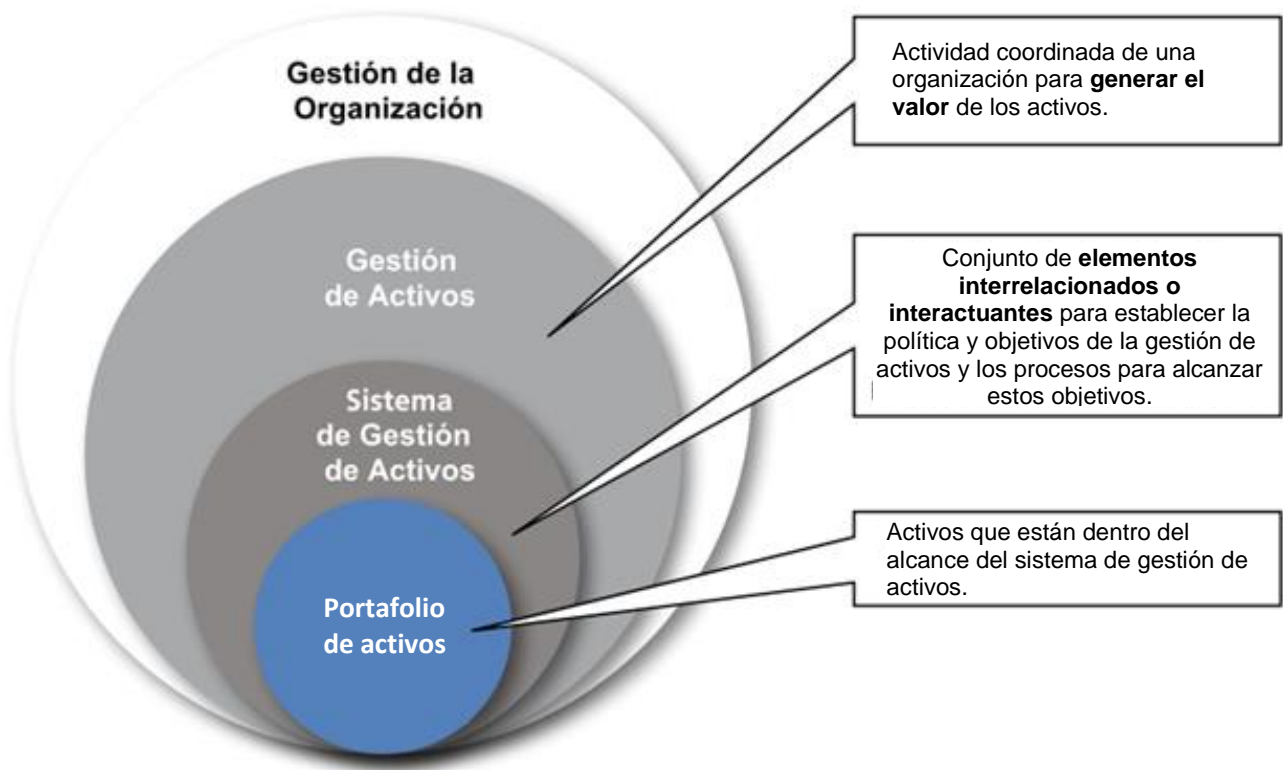 Gestión de la
Organización
Gestión
de Activos
Sistema
de Gestión
de Activos
Portafolio
de activos
Actividad coordinada de una
organización para generar el
valor de los activos.
Conjunto de elementos
interrelacionados o
interactuantes para establecer la
política y objetivos de la gestión de
activos y los procesos para alcanzar
estos objetivos.
Activos que están dentro del
alcance del sistema de gestión de
activos.